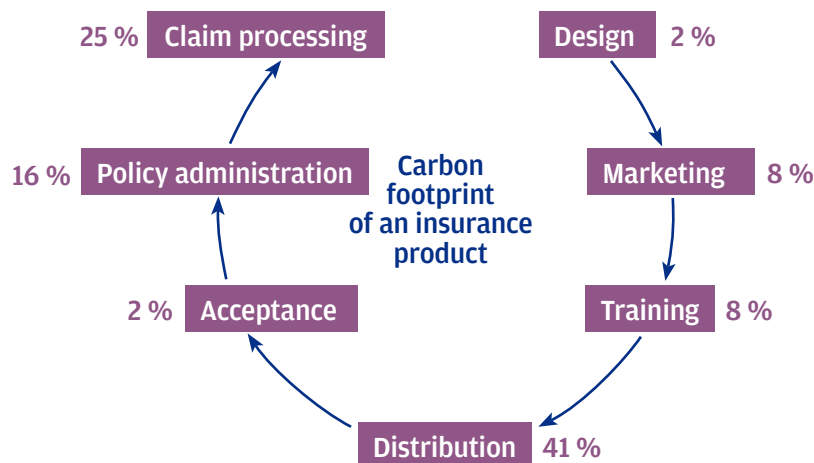 25 % Claim processing
Design 2 %
16 % Policy administration
Carbon
footprint
of an insurance
product
Marketing 8 %
2 % Acceptance
Training 8 %
Distribution 41 %